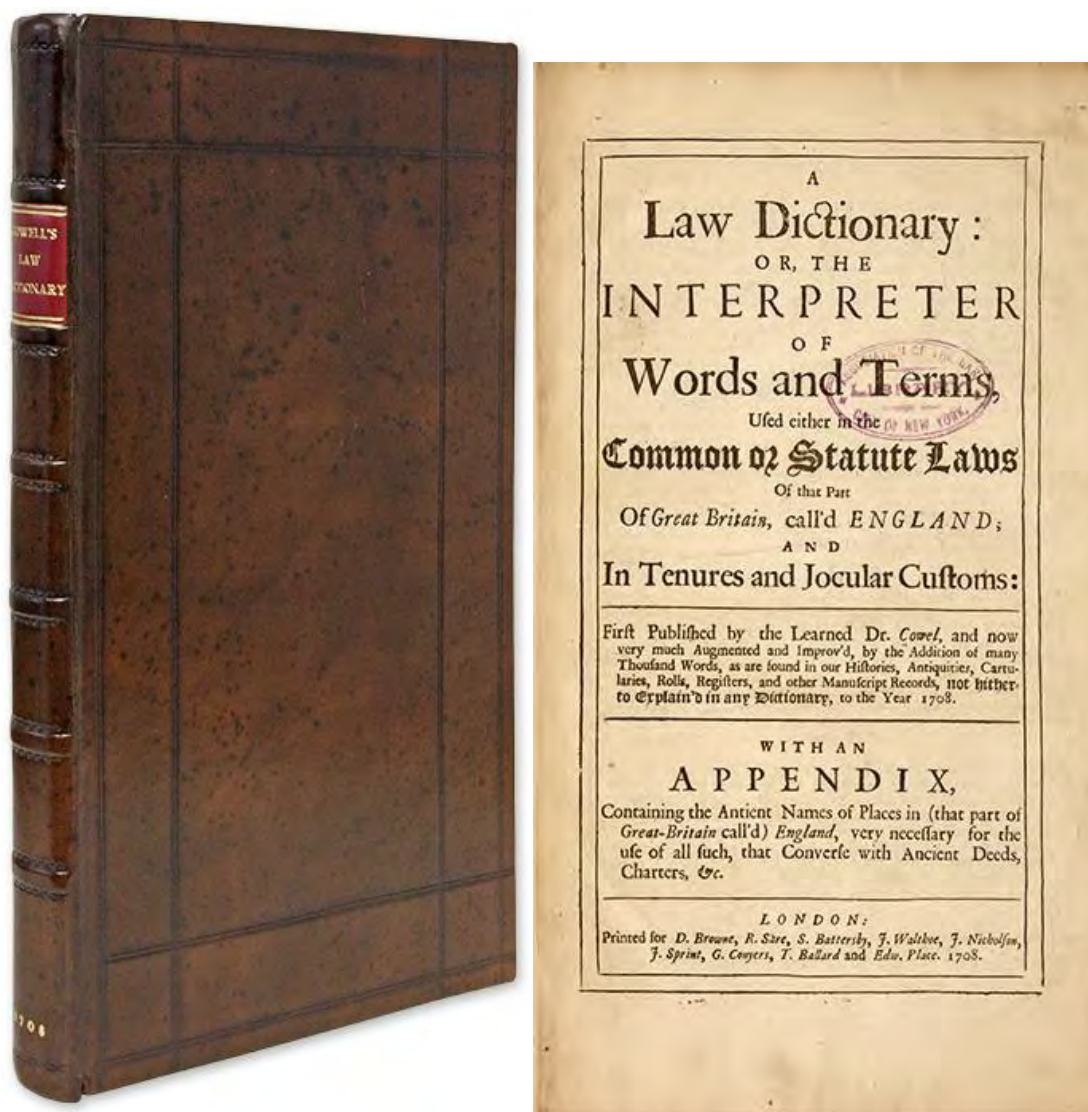 LAW
A
Law Dictionary :
OR, THE
INTERPRETER
OF
Words and Terms,
Uſed either in the
Common or Statute Laws
Of that Part
Of Great Britain, call'd ENGLAND;
AND
In Tenures and Jocular Cuſtoms:
Firſt Publiſhed by the Learned Dr. Cowel, and now
very much Augmented and Improv'd, by the Addition of many
Thouſand Words, as are found in our Hiſtories, Antiquities, Cartu-
laries, Rolls, Regiſters, and other Manuſcript Records, not hither-
to Explain'd in any Dictionary, to the Year 1708.
WITH AN
APPENDIX,
Containing the Antient Names of Places in (that part of
Great-Britain call'd) England, very neceſſary for the
uſe of all ſuch, that Converſe with Ancient Deeds,
Charters, &c.
LONDON:
Printed for D. Browne, R. Sare, S. Battersby, J. Walthoe, J. Nicholſon,
J. Sprint, G. Conyers, T. Ballard and Edw. Place. 1708.
LIBRARY
OF NEW YORK